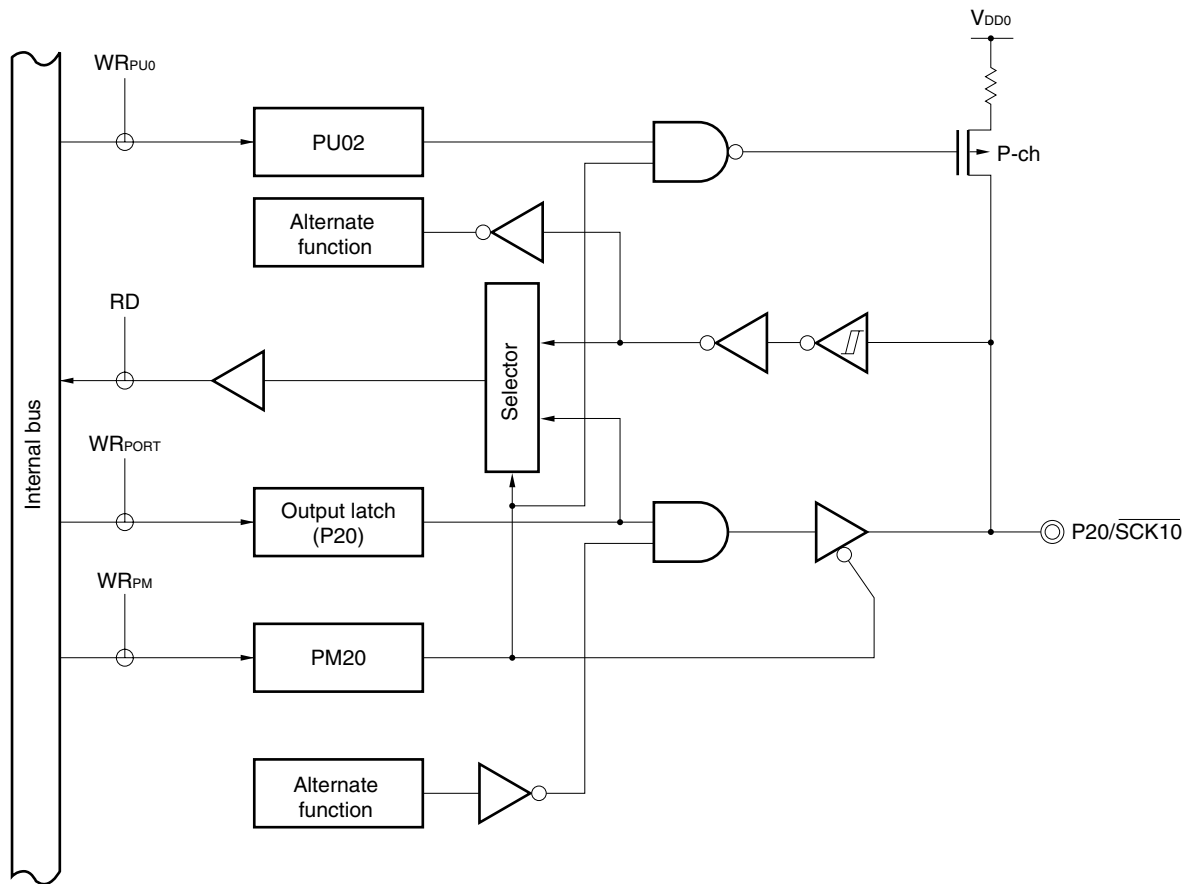 VDD0
WRPU0
PU02
P-ch
Alternate
function
RD
Selector
Internal bus
WRPORT
Output latch
(P20)
P20/SCK10
WRPM
PM20
Alternate
function